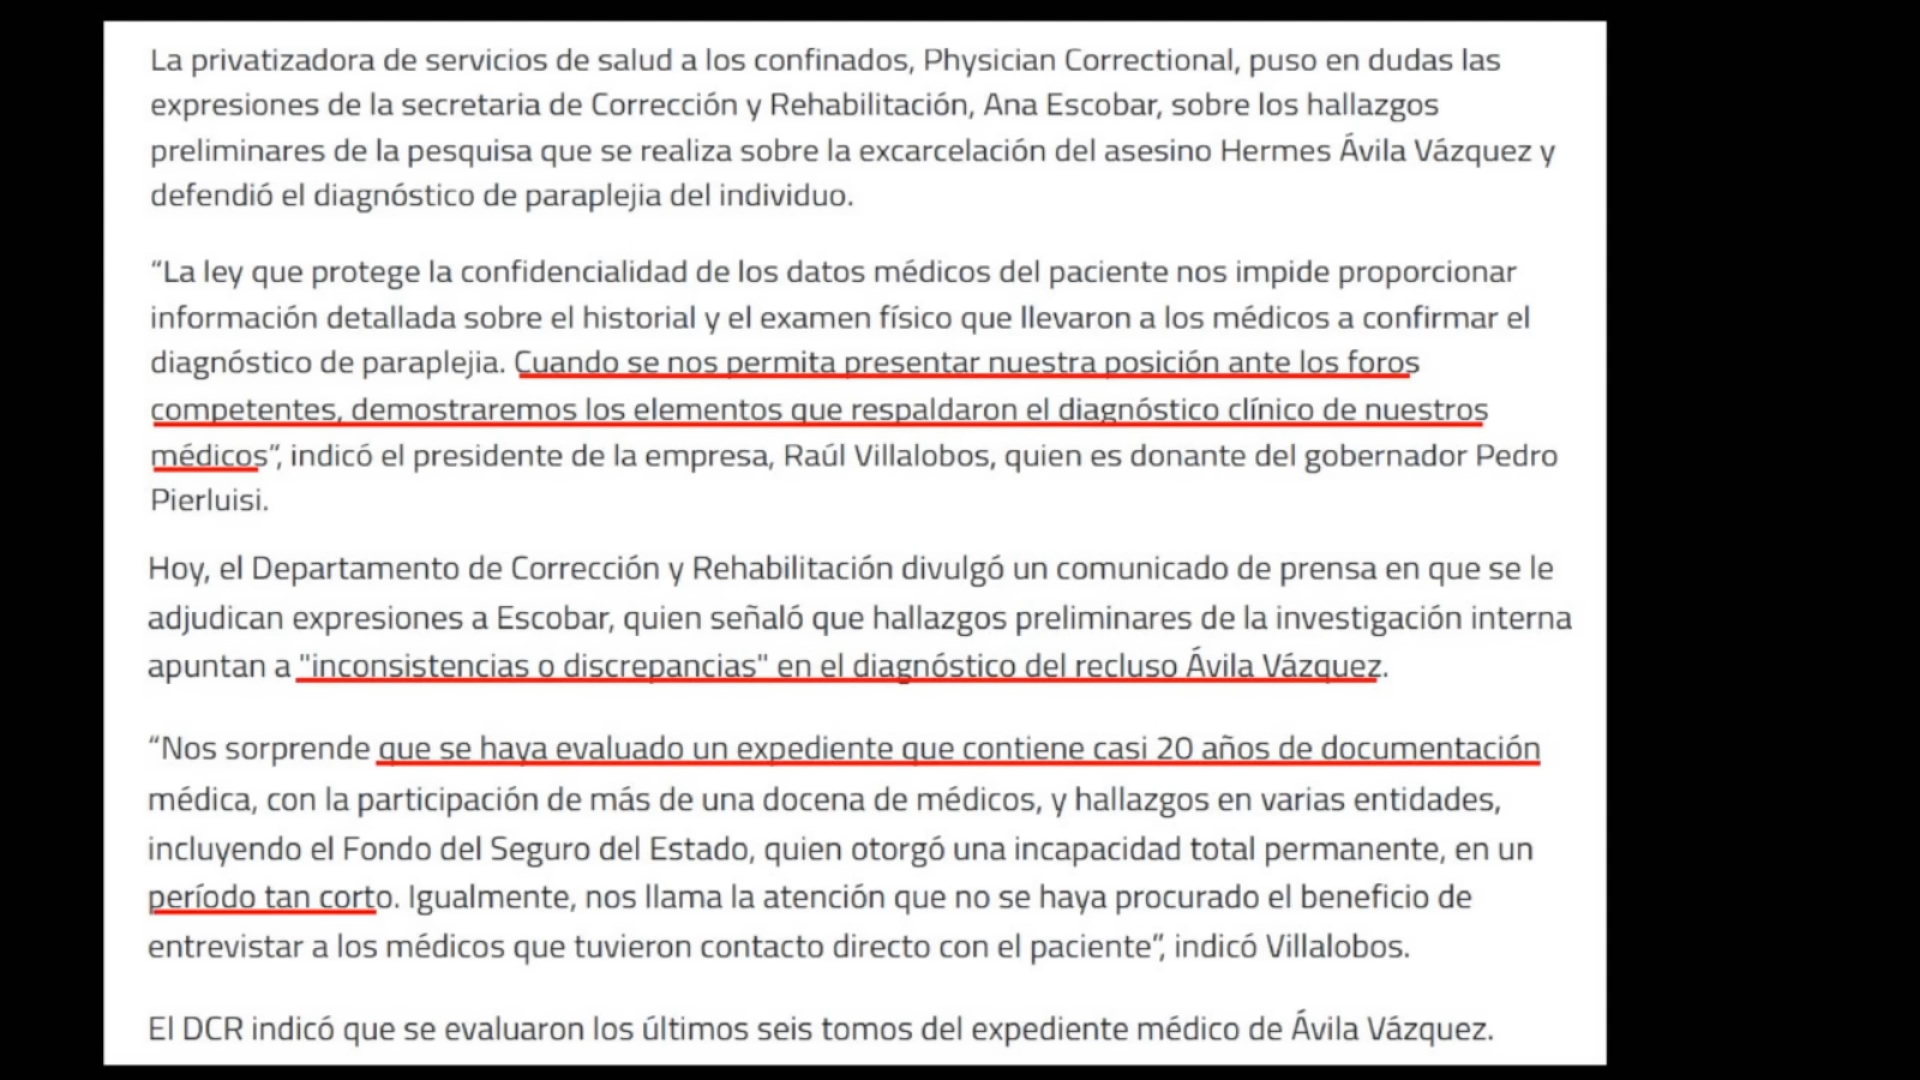 La privatizadora de servicios de salud a los confinados, Physician Correctional, puso en dudas las
expresiones de la secretaria de Corrección y Rehabilitación, Ana Escobar, sobre los hallazgos
preliminares de la pesquisa que se realiza sobre la excarcelación del asesino Hermes Ávila Vázquez y
defendió el diagnóstico de paraplejia del individuo.
“La ley que protege la confidencialidad de los datos médicos del paciente nos impide proporcionar
información detallada sobre el historial y el examen físico que llevaron a los médicos a confirmar el
diagnóstico de paraplejia. Cuando se nos permita presentar nuestra posición ante los foros
competentes, demostraremos los elementos que respaldaron el diagnóstico clínico de nuestros
médicos”, indicó el presidente de la empresa, Raúl Villalobos, quien es donante del gobernador Pedro
Pierluisi.
Hoy, el Departamento de Corrección y Rehabilitación divulgó un comunicado de prensa en que se le
adjudican expresiones a Escobar, quien señaló que hallazgos preliminares de la investigación interna
apuntan a "inconsistencias o discrepancias" en el diagnóstico del recluso Ávila Vázquez.
“Nos sorprende que se haya evaluado un expediente que contiene casi 20 años de documentación
médica, con la participación de más de una docena de médicos, y hallazgos en varias entidades,
incluyendo el Fondo del Seguro del Estado, quien otorgó una incapacidad total permanente, en un
período tan corto. Igualmente, nos llama la atención que no se haya procurado el beneficio de
entrevistar a los médicos que tuvieron contacto directo con el paciente”, indicó Villalobos.
El DCR indicó que se evaluaron los últimos seis tomos del expediente médico de Ávila Vázquez.